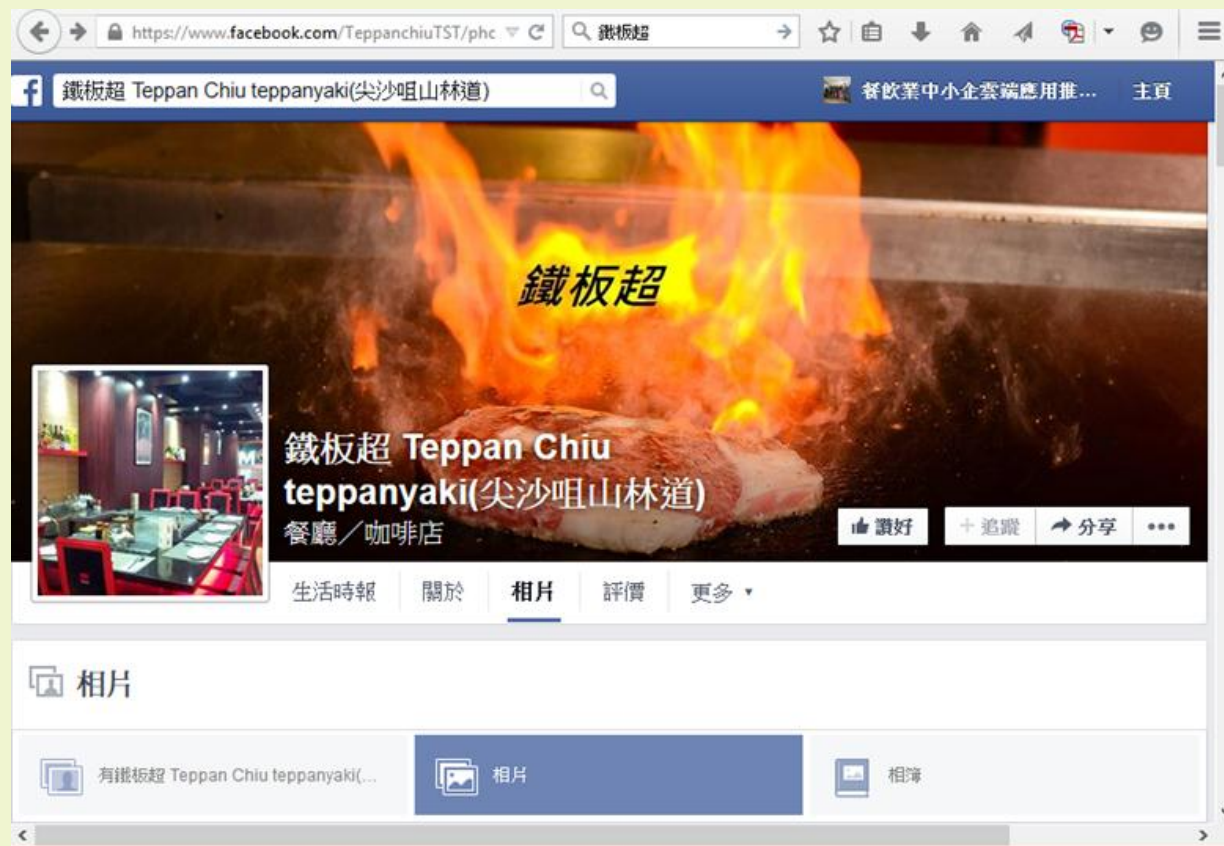 https://www.facebook.com/TeppanchiuTST/phc
鐵板超
鐵板超 Teppan Chiu teppanyaki(尖沙咀山林道)
餐飲業中小企雲端應用推...
主頁
鐵板超
鐵板超 Teppan Chiu
teppanyaki(尖沙咀山林道)
餐廳／咖啡店
讚好
+ 追蹤
分享
生活時報
關於
相片
評價
更多
相片
有鐵板超 Teppan Chiu teppanyaki(...
相片
相簿